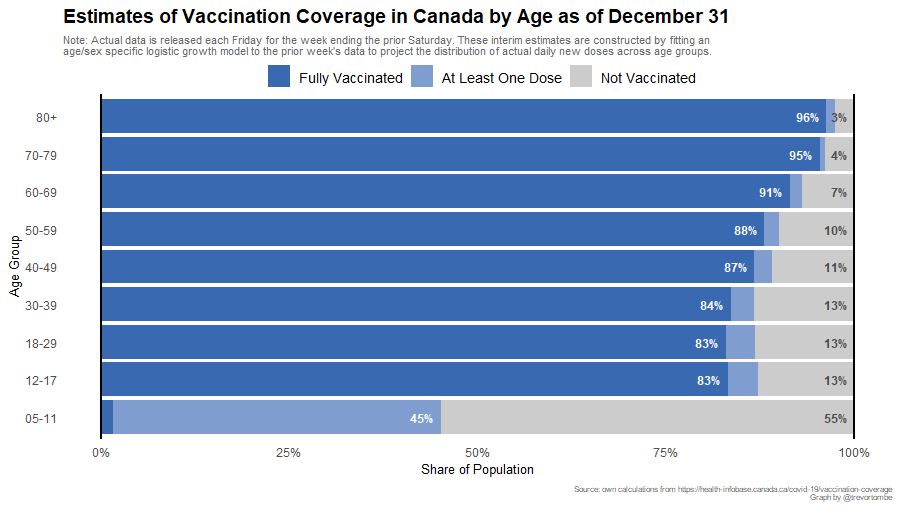 Estimates of Vaccination Coverage in Canada by Age as of December 31
Note: Actual data is released each Friday for the week ending the prior Saturday. These interim estimates are constructed by fitting an
age/sex specific logistic growth model to the prior week's data to project the distribution of actual daily new doses across age groups.
Fully Vaccinated At Least One Dose Not Vaccinated
Age Group
80+ 96% 3%
70-79 95% 4%
60-69 91% 7%
50-59 88% 10%
40-49 87% 11%
30-39 84% 13%
18-29 83% 13%
12-17 83% 13%
05-11 45% 55%
0% 25% 50% 75% 100%
Share of Population
Source: own calculations from https://health-infobase.canada.ca/covid-19/vaccination-coverage
Graph by @trevortombe